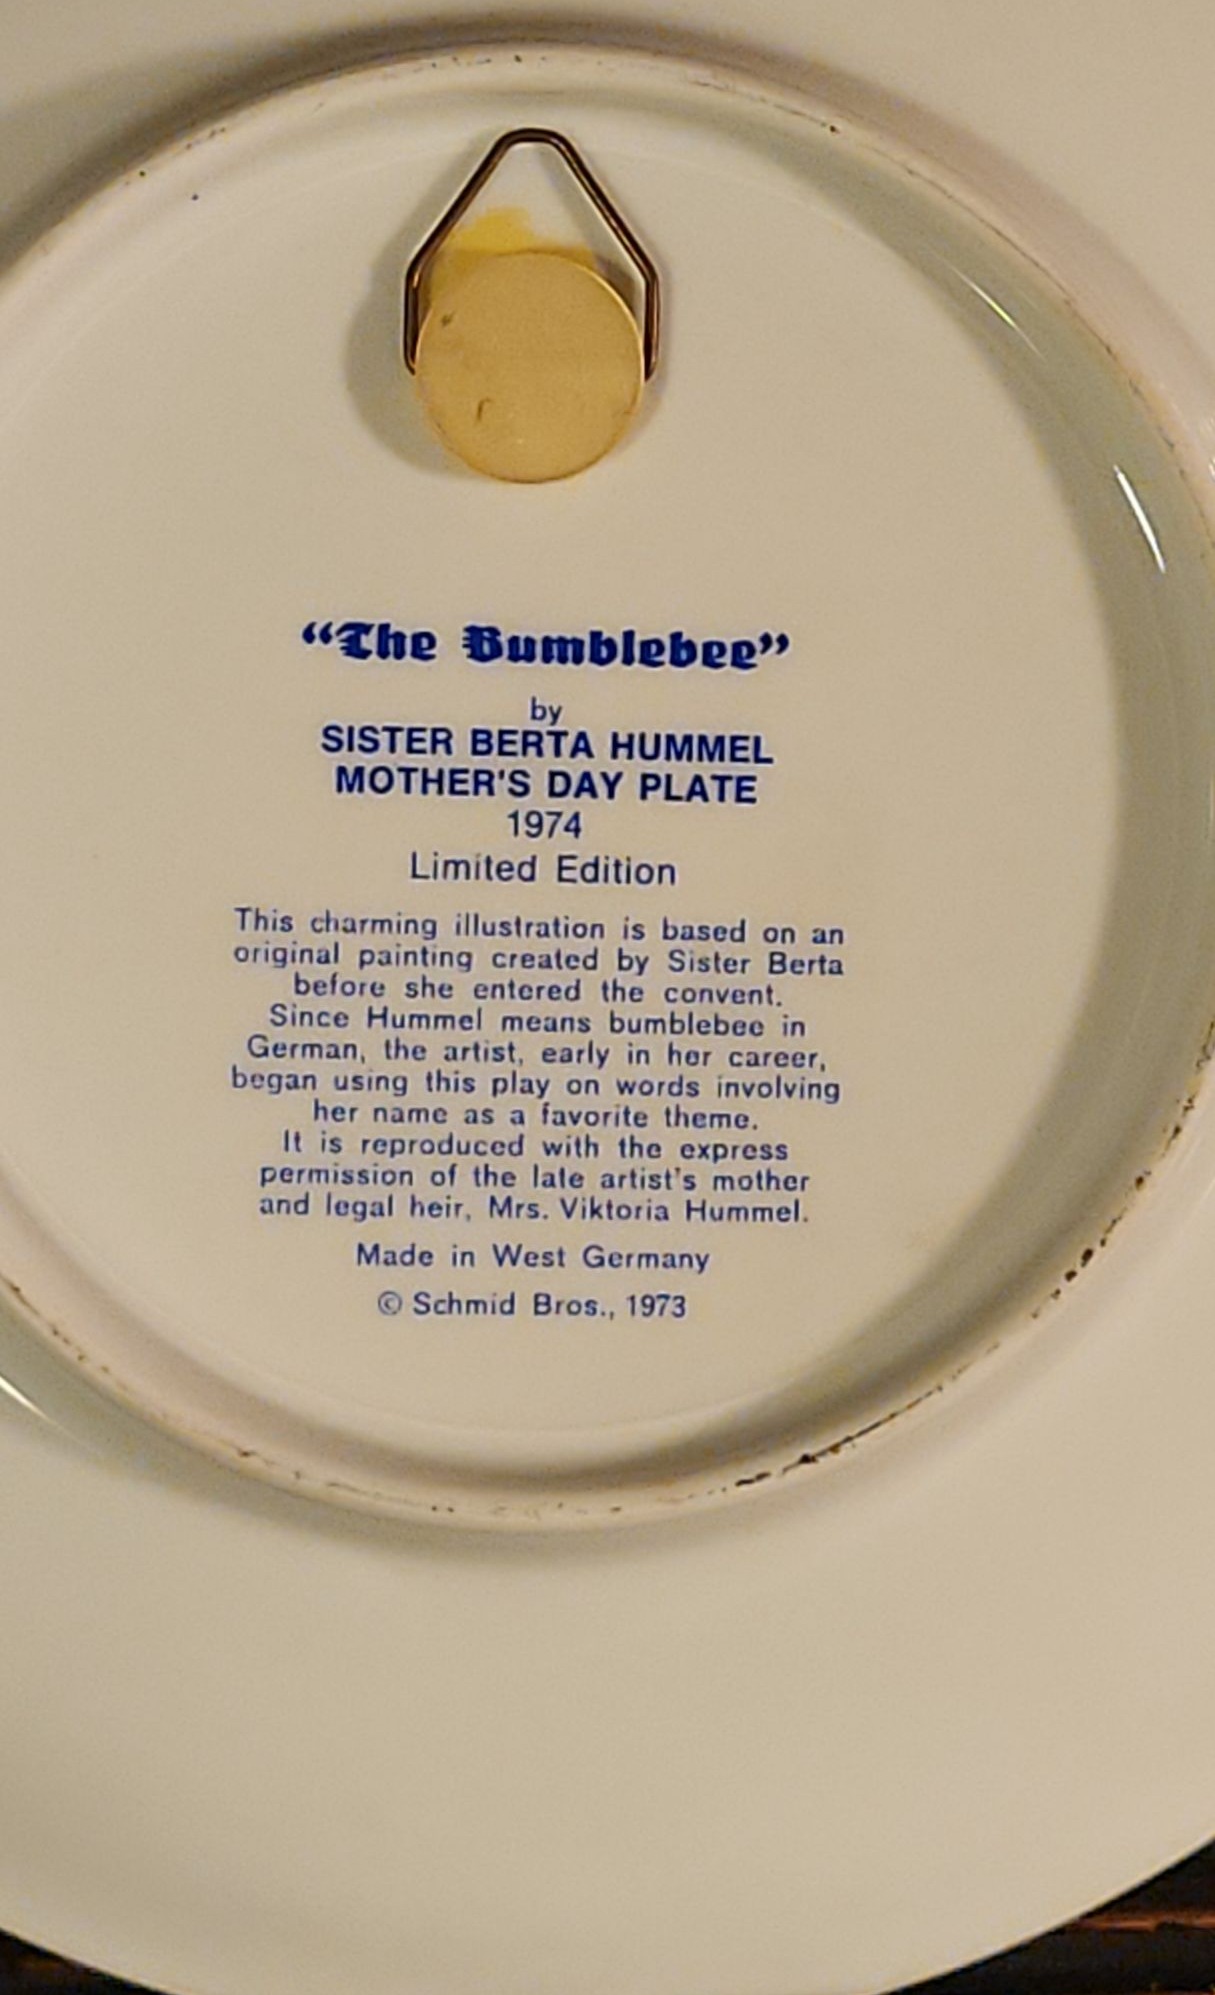 “The Bumblebee”
by
SISTER BERTA HUMMEL
MOTHER'S DAY PLATE
1974
Limited Edition
This charming illustration is based on an
original painting created by Sister Berta
before she entered the convent.
Since Hummel means bumblebee in
German, the artist, early in her career,
began using this play on words involving
her name as a favorite theme.
It is reproduced with the express
permission of the late artist's mother
and legal heir, Mrs. Viktoria Hummel.
Made in West Germany
© Schmid Bros., 1973